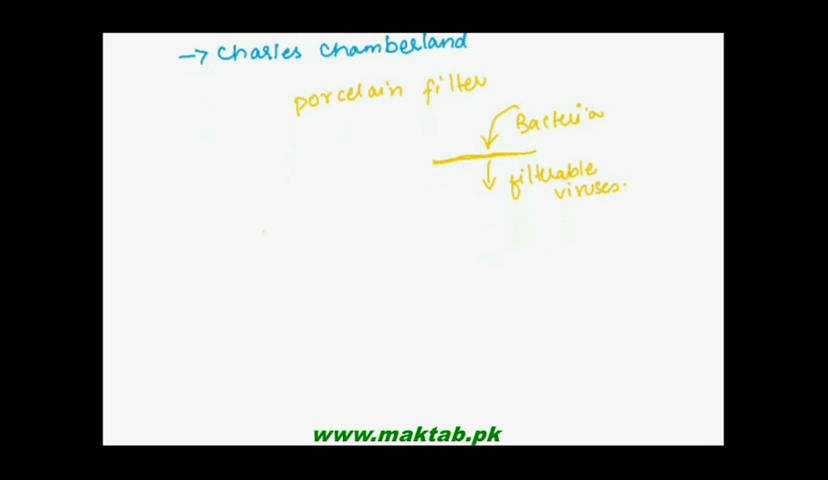 → Charles Chamberland
porcelain filter
Bacteria
filterable
viruses.
www.maktab.pk